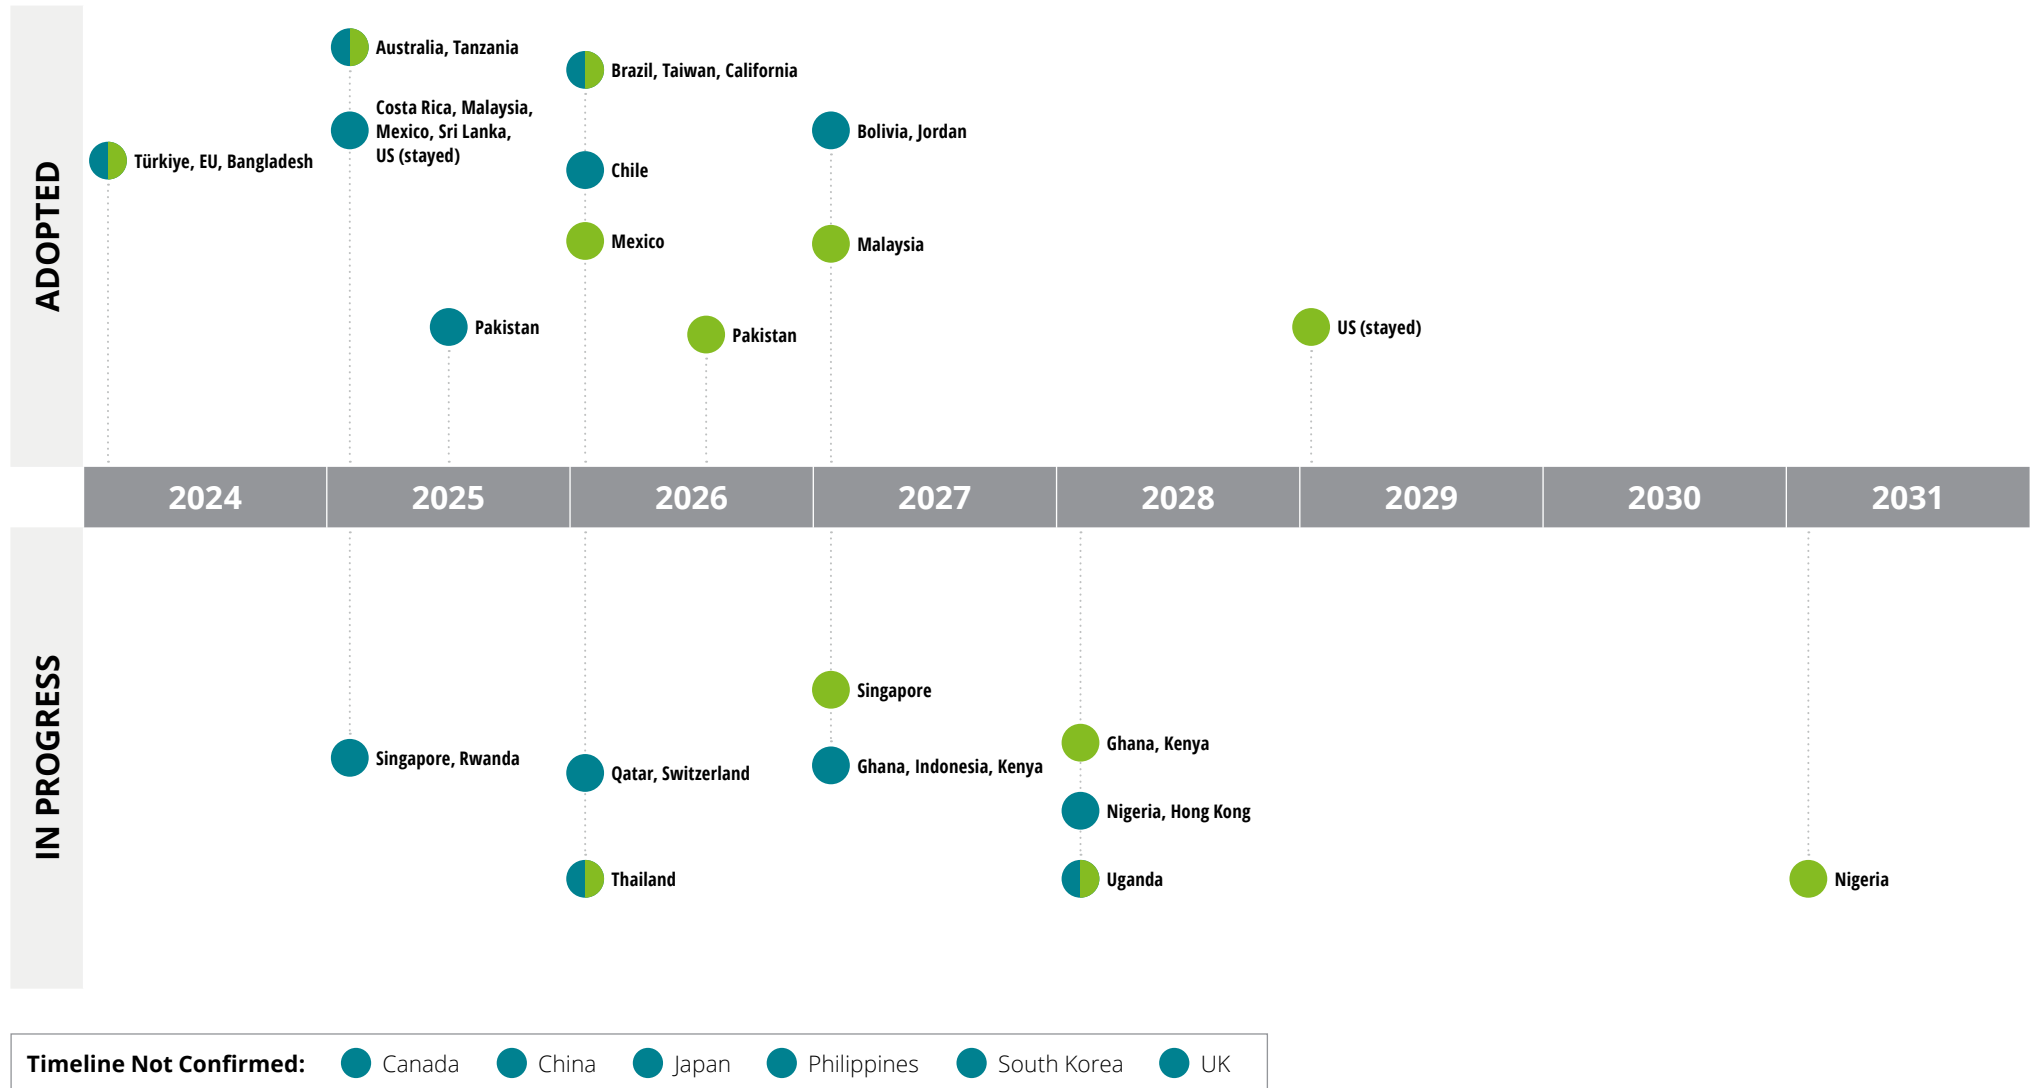 ADOPTED
Australia, Tanzania
Costa Rica, Malaysia,
Mexico, Sri Lanka,
US (stayed)
Türkiye, EU, Bangladesh
Pakistan
Brazil, Taiwan, California
Chile
Mexico
Pakistan
Bolivia, Jordan
Malaysia
US (stayed)
2024 2025 2026 2027 2028 2029 2030 2031
IN PROGRESS
Singapore, Rwanda
Qatar, Switzerland
Thailand
Singapore
Ghana, Indonesia, Kenya
Ghana, Kenya
Nigeria, Hong Kong
Uganda
Nigeria
Timeline Not Confirmed: Canada China Japan Philippines South Korea UK